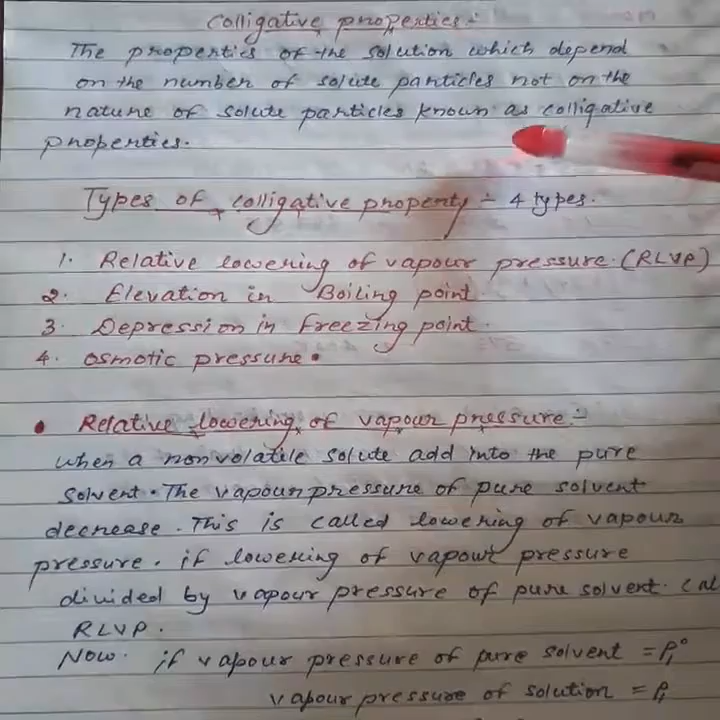 Colligative properties :-
The properties of the solution which depend
on the number of solute particles not on the
nature of solute particles known as colligative
properties.
Types of colligative property - 4 types.
1. Relative lowering of vapour pressure. (RLVP)
2. Elevation in Boiling point.
3. Depression in freezing point.
4. Osmotic pressure.
• Relative lowering of vapour pressure :-
when a nonvolatile solute add into the pure
solvent. The vapour pressure of pure solvent
decrease. This is called lowering of vapour
pressure. if lowering of vapour pressure
divided by vapour pressure of pure solvent. cal
RLVP.
Now. if vapour pressure of pure solvent = P₁°
vapour pressure of solution = P₁